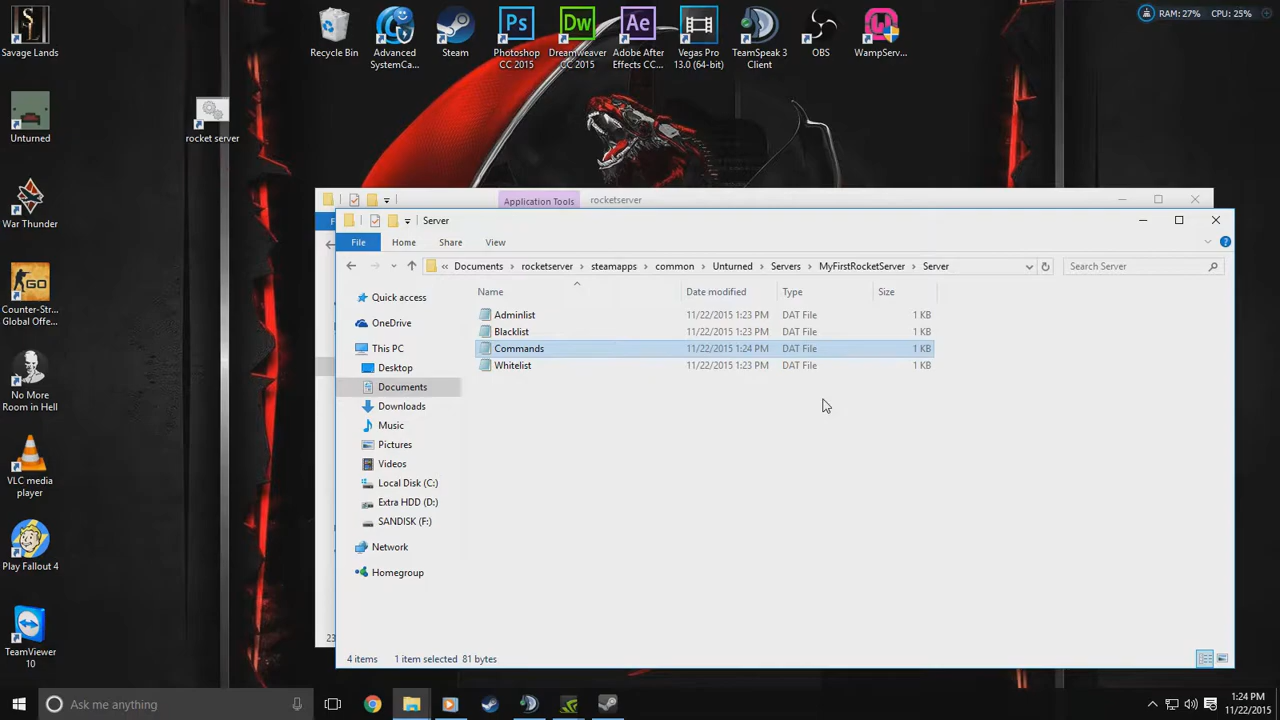 Savage Lands
Recycle Bin
Advanced SystemCa...
Steam
Photoshop CC 2015
Dreamweaver CC 2015
Adobe After Effects CC...
Vegas Pro 13.0 (64-bit)
TeamSpeak 3 Client
OBS
WampServ...
RAM: 27% CPU: 25%
Unturned
rocket server
War Thunder
Counter-Str... Global Offe...
No More Room in Hell
VLC media player
Play Fallout 4
TeamViewer 10
Application Tools rocketserver
Server
File Home Share View
« Documents › rocketserver › steamapps › common › Unturned › Servers › MyFirstRocketServer › Server
Search Server
Name Date modified Type Size
Adminlist 11/22/2015 1:23 PM DAT File 1 KB
Blacklist 11/22/2015 1:23 PM DAT File 1 KB
Commands 11/22/2015 1:24 PM DAT File 1 KB
Whitelist 11/22/2015 1:23 PM DAT File 1 KB
Quick access
OneDrive
This PC
Desktop
Documents
Downloads
Music
Pictures
Videos
Local Disk (C:)
Extra HDD (D:)
SANDISK (F:)
Network
Homegroup
23
4 items 1 item selected 81 bytes
Ask me anything
1:24 PM
11/22/2015